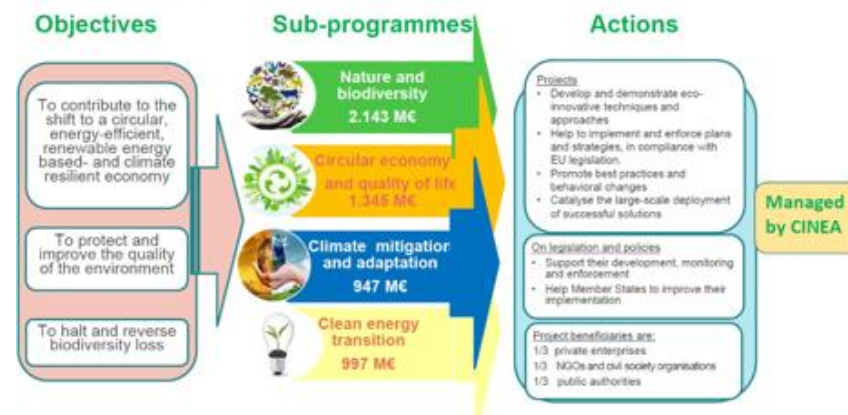 Objectives
Sub-programmes
Actions
To contribute to the
shift to a circular,
energy-efficient,
renewable energy
based- and climate
resilient economy
To protect and
improve the quality
of the environment
To halt and reverse
biodiversity loss
Nature and
biodiversity
2.143 M€
Circular economy
and quality of life
1.345 M€
Climate mitigation
and adaptation
947 M€
Clean energy
transition
997 M€
Projects
• Develop and demonstrate eco-
innovative techniques and
approaches
• Help to implement and enforce plans
and strategies, in compliance with
EU legislation.
• Promote best practices and
behavioral changes
• Catalyse the large-scale deployment
of successful solutions
On legislation and policies
• Support their development, monitoring
and enforcement
• Help Member States to improve their
implementation
Project beneficiaries are:
1/3 private enterprises
1/3 NGOs and civil society organisations
1/3 public authorities
Managed
by CINEA